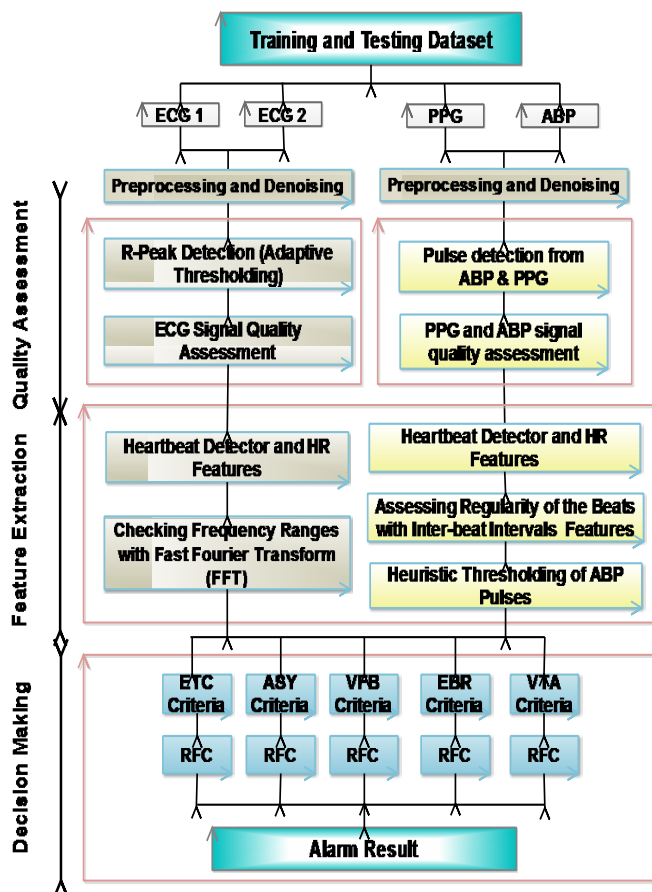 Training and Testing Dataset
ECG 1
ECG 2
PPG
ABP
Preprocessing and Denoising
Preprocessing and Denoising
Quality Assessment
R-Peak Detection (Adaptive
Thresholding)
Pulse detection from
ABP & PPG
ECG Signal Quality
Assessment
PPG and ABP signal
quality assessment
Feature Extraction
Heartbeat Detector and HR
Features
Heartbeat Detector and HR
Features
Checking Frequency Ranges
with Fast Fourier Transform
(FFT)
Assessing Regularity of the Beats
with Inter-beat Intervals Features
Heuristic Thresholding of ABP
Pulses
Decision Making
ETC
Criteria
ASY
Criteria
VFB
Criteria
EBR
Criteria
VTA
Criteria
RFC
RFC
RFC
RFC
RFC
Alarm Result